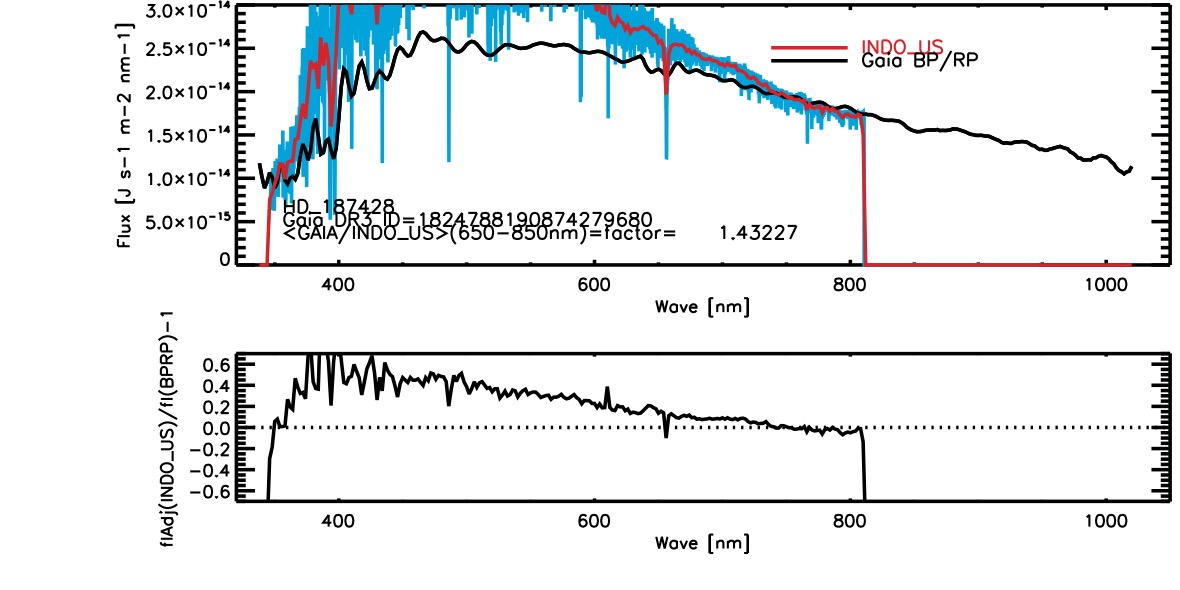 3.0×10⁻¹⁴
2.5×10⁻¹⁴
2.0×10⁻¹⁴
1.5×10⁻¹⁴
1.0×10⁻¹⁴
5.0×10⁻¹⁵
0
Flux [J s−1 m−2 nm−1]
INDO_US
Gaia BP/RP
HD_187428
Gaia DR3 ID=1824788190874279680
<GAIA/INDO_US>(650−850nm)=factor= 1.43227
400 600 800 1000
Wave [nm]
flAdj(INDO_US)/fl(BPRP)−1
0.6
0.4
0.2
0.0
−0.2
−0.4
−0.6
400 600 800 1000
Wave [nm]